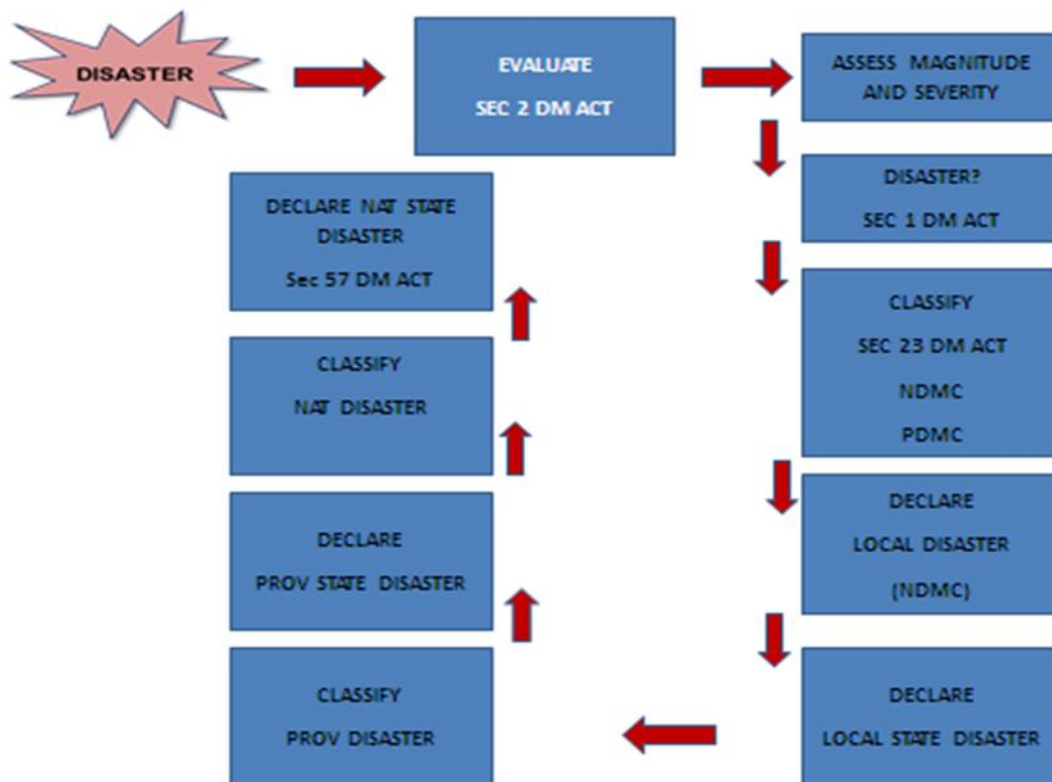 DISASTER
EVALUATE
SEC 2 DM ACT
ASSESS MAGNITUDE
AND SEVERITY
DISASTER?
SEC 1 DM ACT
CLASSIFY
SEC 23 DM ACT
NDMC
PDMC
DECLARE
LOCAL DISASTER
(NDMC)
DECLARE
LOCAL STATE DISASTER
CLASSIFY
PROV DISASTER
DECLARE
PROV STATE DISASTER
CLASSIFY
NAT DISASTER
DECLARE NAT STATE
DISASTER
Sec 57 DM ACT